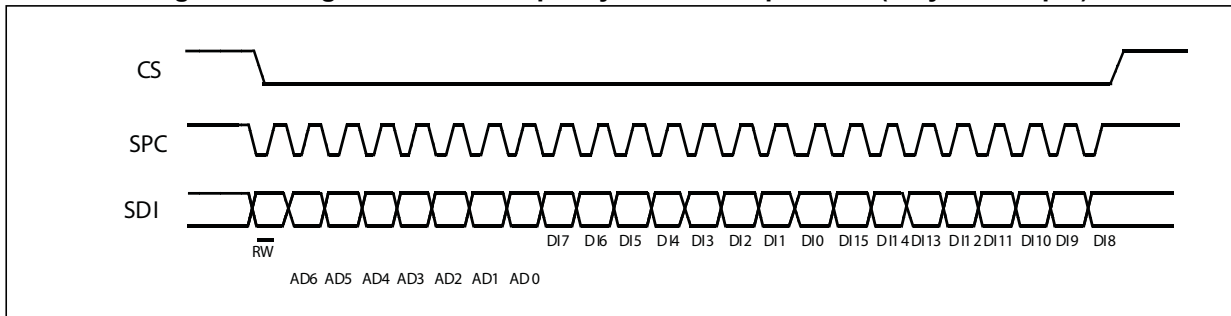 CS
SPC
SDI
RW
DI7 DI6 DI5 DI4 DI3 DI2 DI1 DI0 DI15 DI14 DI13 DI12 DI11 DI10 DI9 DI8
AD6 AD5 AD4 AD3 AD2 AD1 AD0